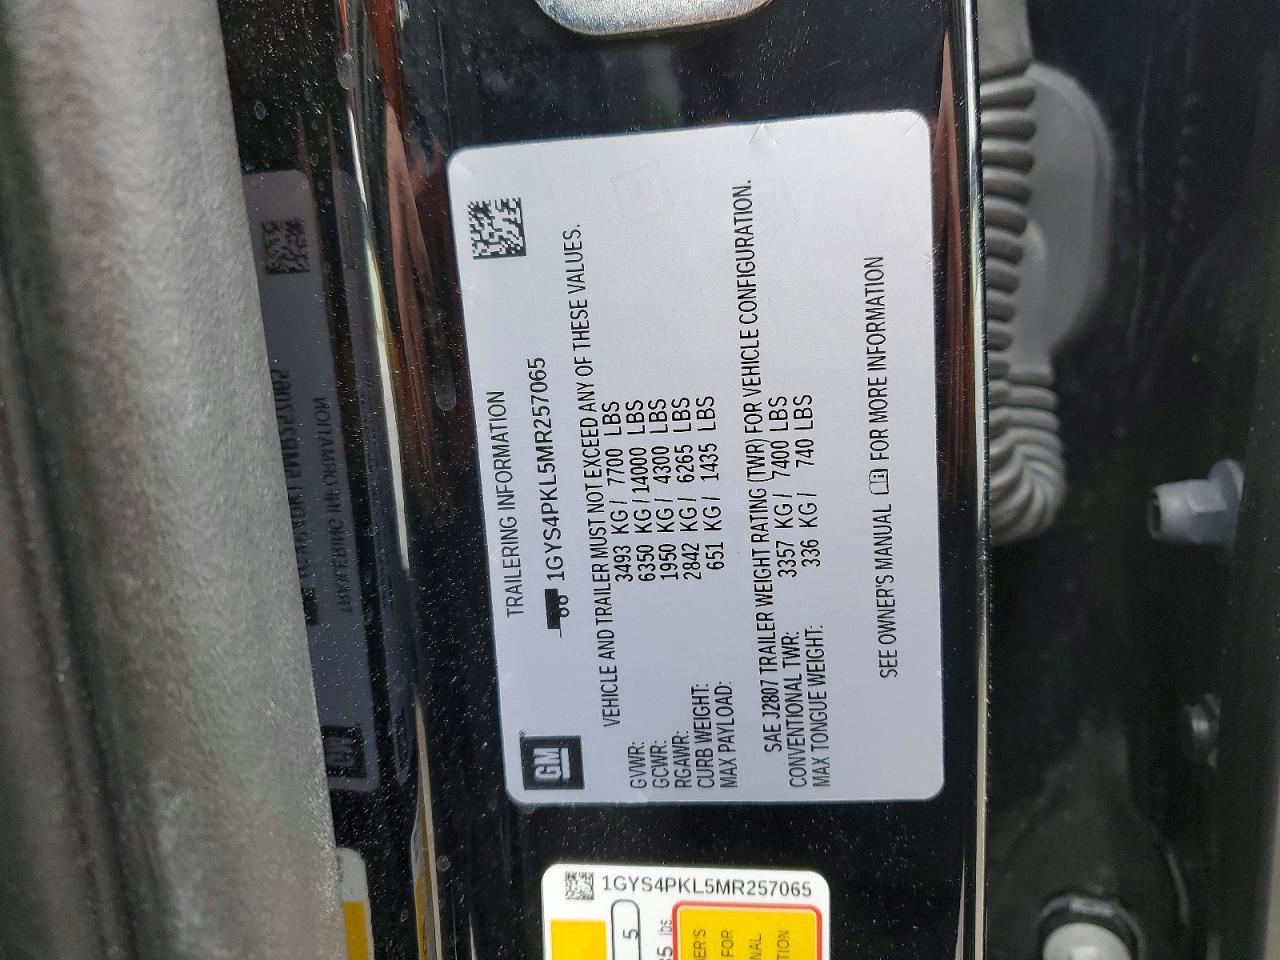 TRAILERING INFORMATION
GM
1GYS4PKL5MR257065
VEHICLE AND TRAILER MUST NOT EXCEED ANY OF THESE VALUES.
GVWR: 3493 KG / 7700 LBS
GCWR: 6350 KG / 14000 LBS
RGAWR: 1950 KG / 4300 LBS
CURB WEIGHT: 2842 KG / 6265 LBS
MAX PAYLOAD: 651 KG / 1435 LBS
SAE J2807 TRAILER WEIGHT RATING (TWR) FOR VEHICLE CONFIGURATION.
CONVENTIONAL TWR: 3357 KG / 7400 LBS
MAX TONGUE WEIGHT: 336 KG / 740 LBS
SEE OWNER'S MANUAL FOR MORE INFORMATION
1GYS4PKL5MR257065
5
lbs
FOR